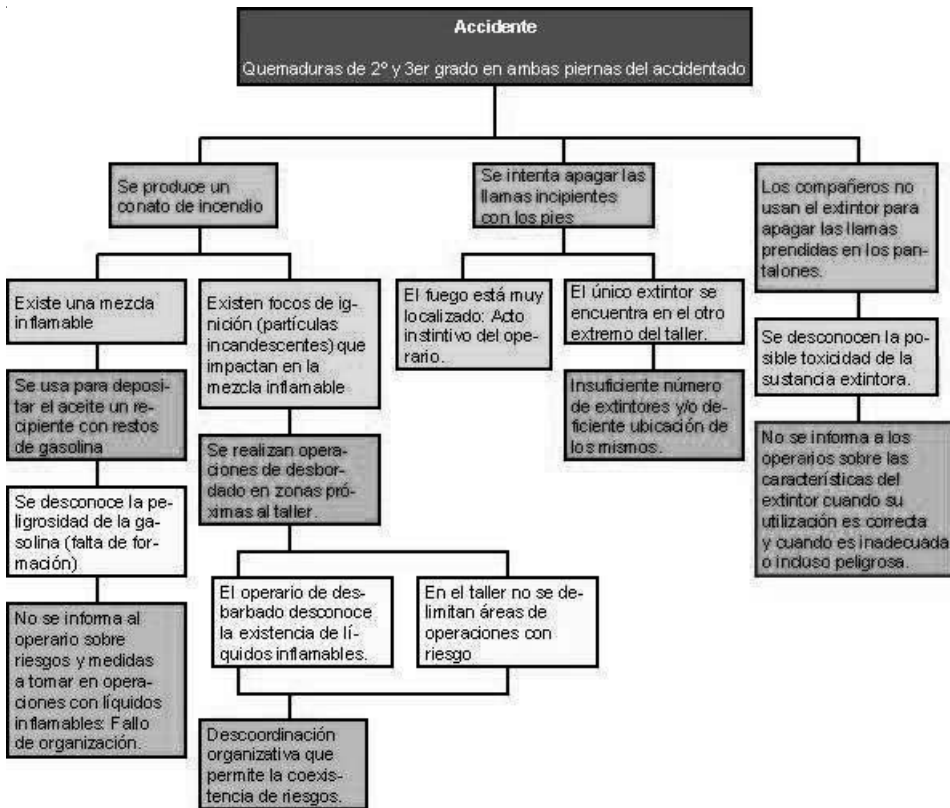 Accidente
Quemaduras de 2º y 3er grado en ambas piernas del accidentado
Se produce un
conato de incendio
Se intenta apagar las
llamas incipientes
con los pies
Los compañeros no
usan el extintor para
apagar las llamas
prendidas en los pan-
talones.
Existe una mezcla
inflamable
Existen focos de ig-
nición (partículas
incandescentes) que
impactan en la
mezcla inflamable
El fuego está muy
localizado: Acto
instintivo del ope-
rario.
El único extintor se
encuentra en el otro
extremo del taller.
Se desconocen la po-
sible toxicidad de la
sustancia extintora.
Se usa para deposi-
tar el aceite un re-
cipiente con restos
de gasolina
Insuficiente número
de extintores y/o de-
ficiente ubicación de
los mismos.
No se informa a los
operarios sobre las
características del
extintor cuando su
utilización es correcta
y cuando es inadecuada
o incluso peligrosa.
Se realizan oper-
aciones de desbor-
dado en zonas pró-
ximas al taller.
Se desconoce la pe-
ligrosidad de la ga-
solina (falta de for-
mación)
El operario de des-
barbado desconoce
la existencia de lí-
quidos inflamables.
En el taller no se de-
limitan áreas de
operaciones con
riesgo
No se informa al
operario sobre
riesgos y medidas
a tomar en opera-
ciones con líquidos
inflamables: Fallo
de organización.
Descoordinación
organizativa que
permite la coexis-
tencia de riesgos.